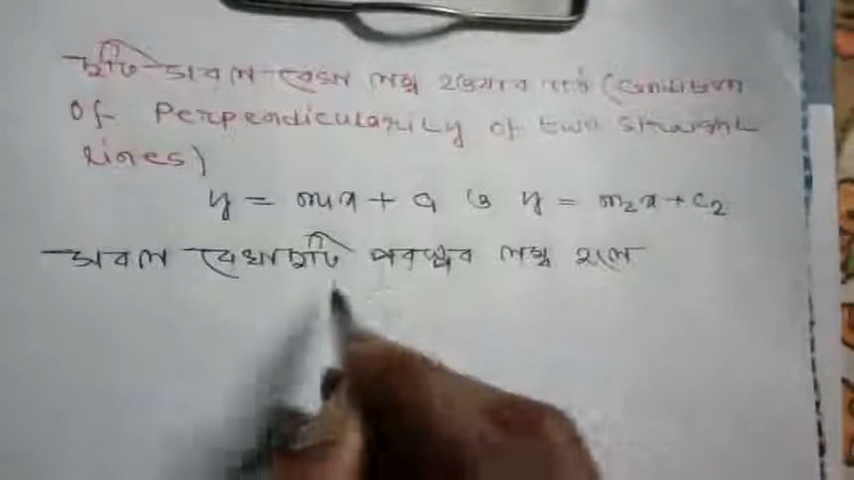 দুটি সরল রেখা লম্ব হওয়ার শর্ত (Condition
Of Perpendicularity of two straight
lines)
y = m₁x + c₁ ও y = m₂x + c₂
সরল রেখাদুটি পরস্পর লম্ব হলে